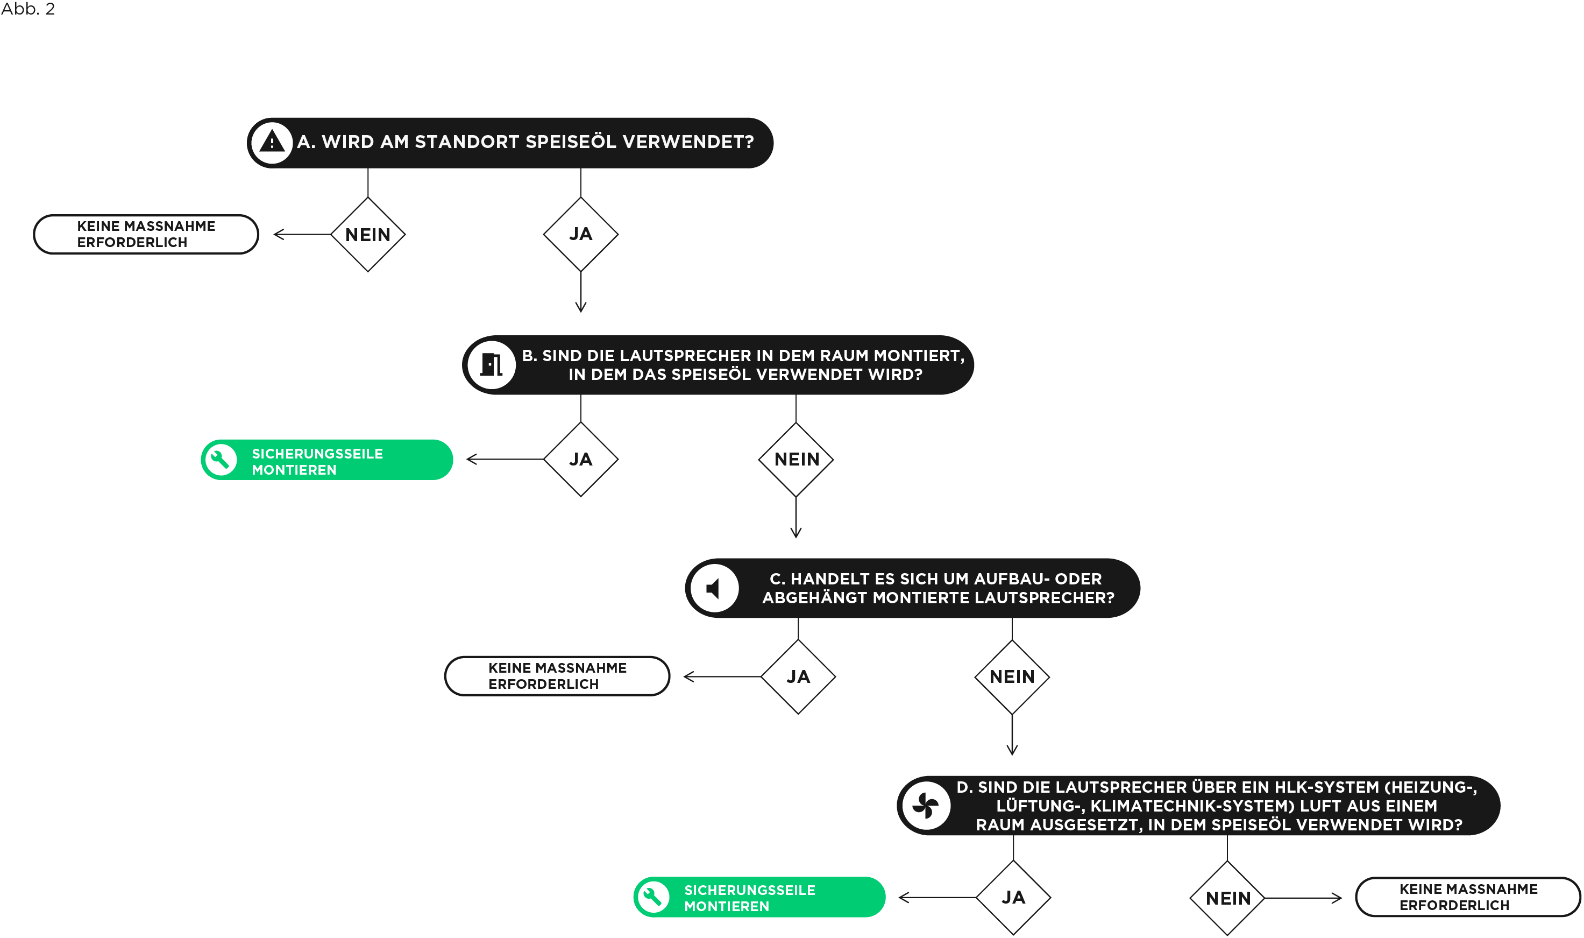 Abb. 2
A. WIRD AM STANDORT SPEISEÖL VERWENDET?
KEINE MASSNAHME
ERFORDERLICH
NEIN
JA
B. SIND DIE LAUTSPRECHER IN DEM RAUM MONTIERT,
IN DEM DAS SPEISEÖL VERWENDET WIRD?
SICHERUNGSSEILE
MONTIEREN
JA
NEIN
C. HANDELT ES SICH UM AUFBAU- ODER
ABGEHÄNGT MONTIERTE LAUTSPRECHER?
KEINE MASSNAHME
ERFORDERLICH
JA
NEIN
D. SIND DIE LAUTSPRECHER ÜBER EIN HLK-SYSTEM (HEIZUNG-,
LÜFTUNG-, KLIMATECHNIK-SYSTEM) LUFT AUS EINEM
RAUM AUSGESETZT, IN DEM SPEISEÖL VERWENDET WIRD?
SICHERUNGSSEILE
MONTIEREN
JA
NEIN
KEINE MASSNAHME
ERFORDERLICH